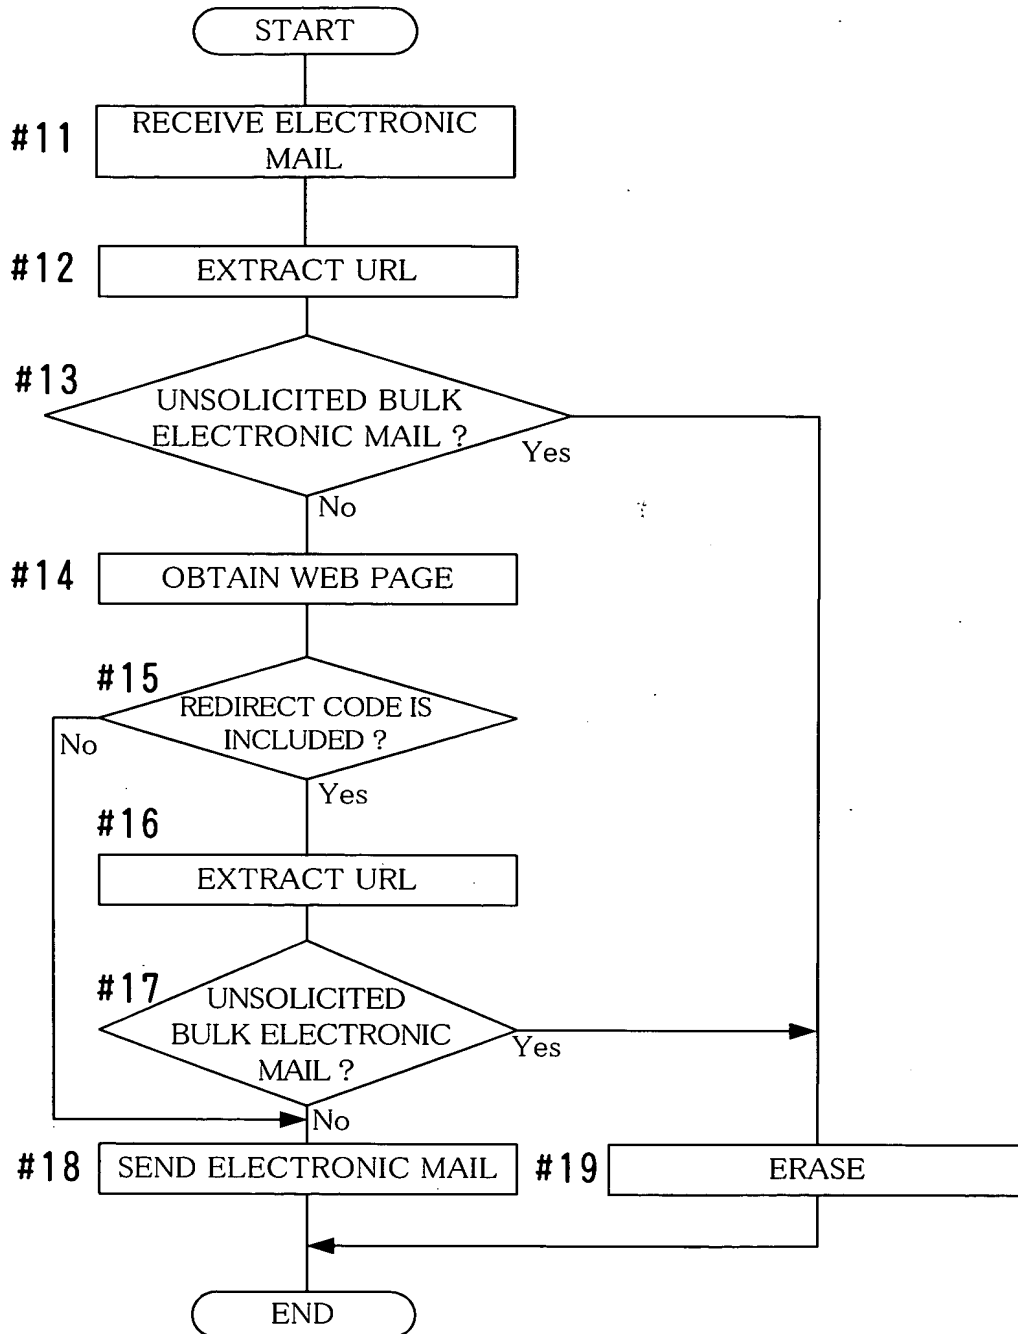 START
#11
RECEIVE ELECTRONIC
MAIL
#12
EXTRACT URL
#13
UNSOLICITED BULK
ELECTRONIC MAIL ?
Yes
No
#14
OBTAIN WEB PAGE
#15
REDIRECT CODE IS
INCLUDED ?
No
Yes
#16
EXTRACT URL
#17
UNSOLICITED
BULK ELECTRONIC
MAIL ?
Yes
No
#18
SEND ELECTRONIC MAIL
#19
ERASE
END